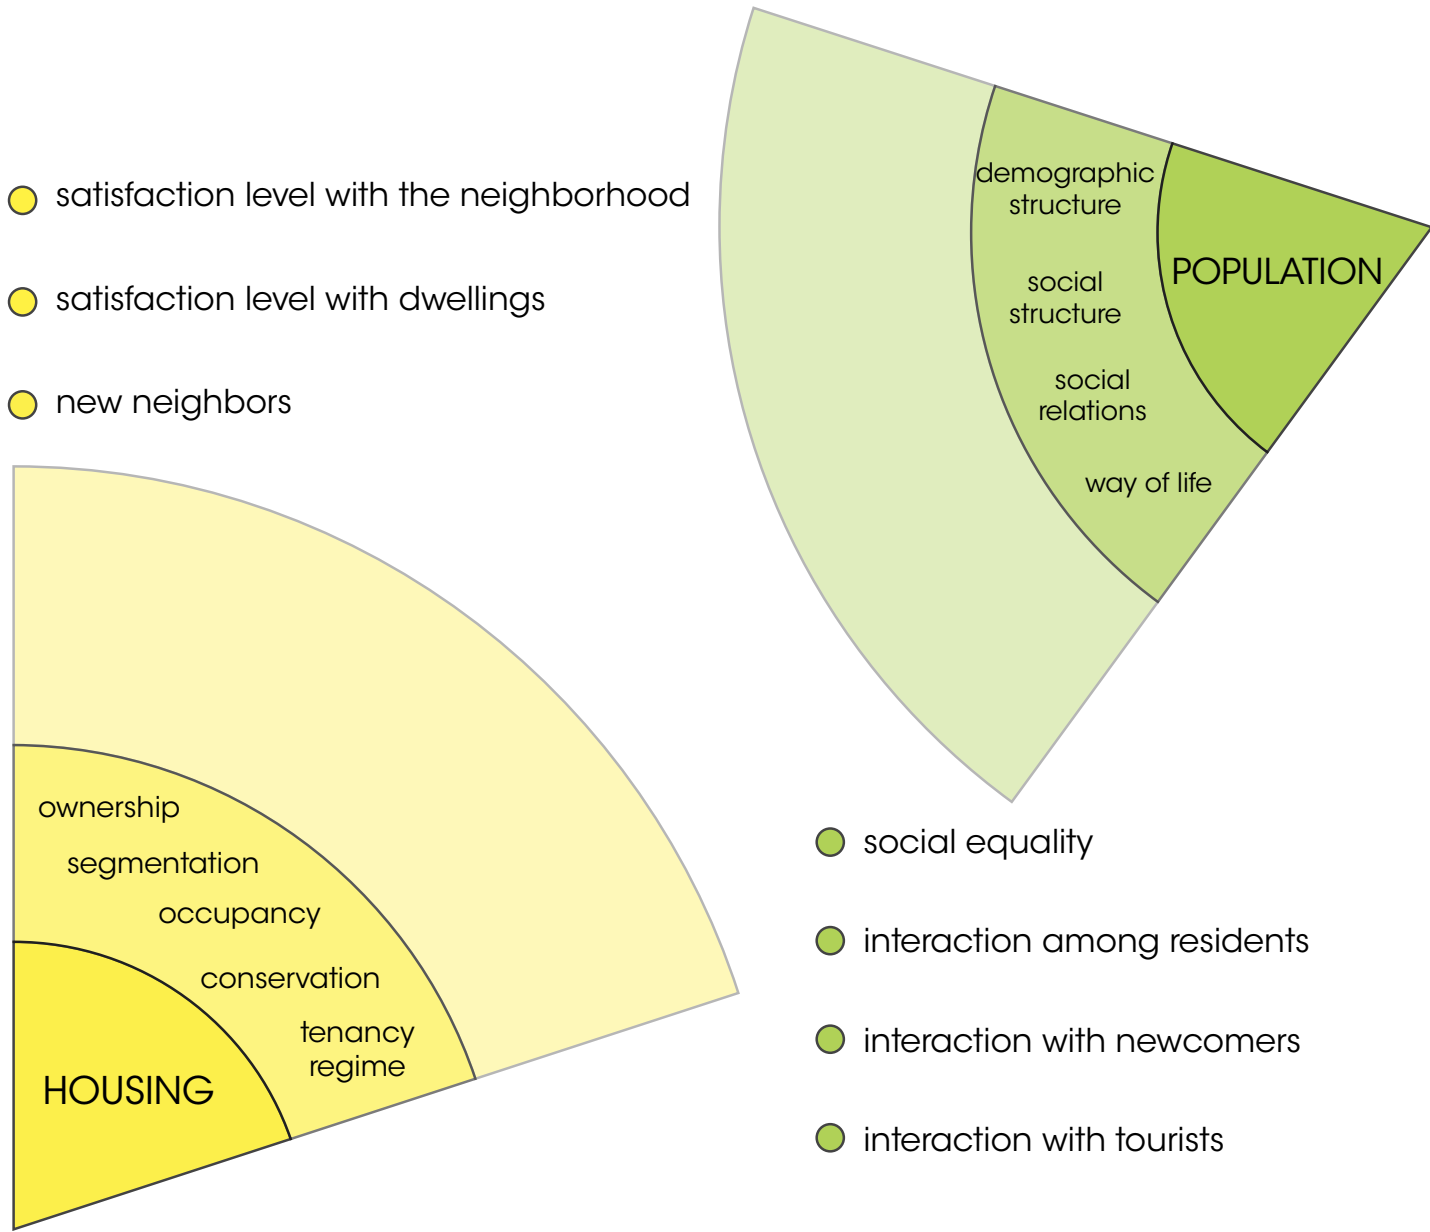 satisfaction level with the neighborhood
satisfaction level with dwellings
new neighbors
ownership
segmentation
occupancy
conservation
tenancy
regime
HOUSING
demographic
structure
social
structure
social
relations
way of life
POPULATION
social equality
interaction among residents
interaction with newcomers
interaction with tourists